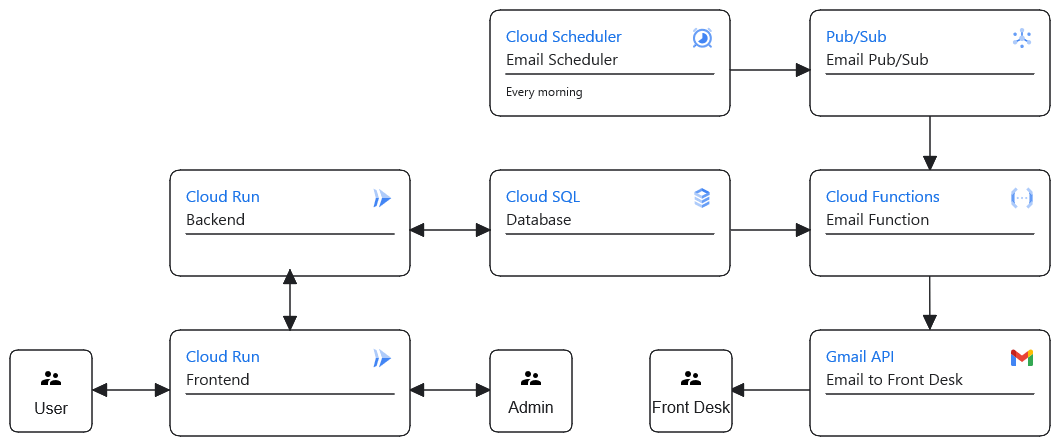 Cloud Scheduler
Email Scheduler
Every morning
Pub/Sub
Email Pub/Sub
Cloud Run
Backend
Cloud SQL
Database
Cloud Functions
Email Function
User
Cloud Run
Frontend
Admin
Front Desk
Gmail API
Email to Front Desk